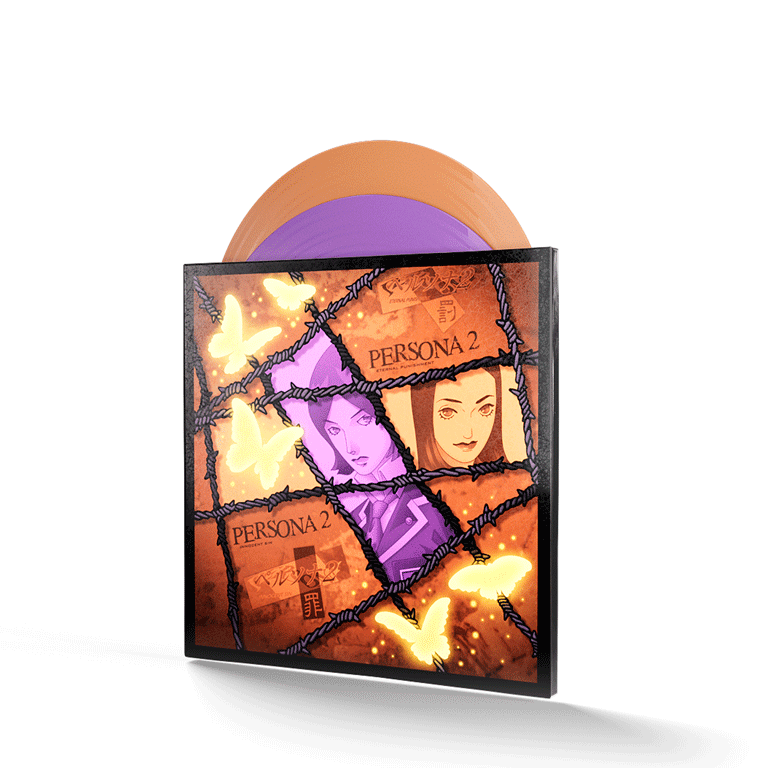 ペルソナ2
ETERNAL PUNISHMENT
罰
PERSONA 2
ETERNAL PUNISHMENT
PERSONA 2
INNOCENT SIN
ペルソナ2
罪